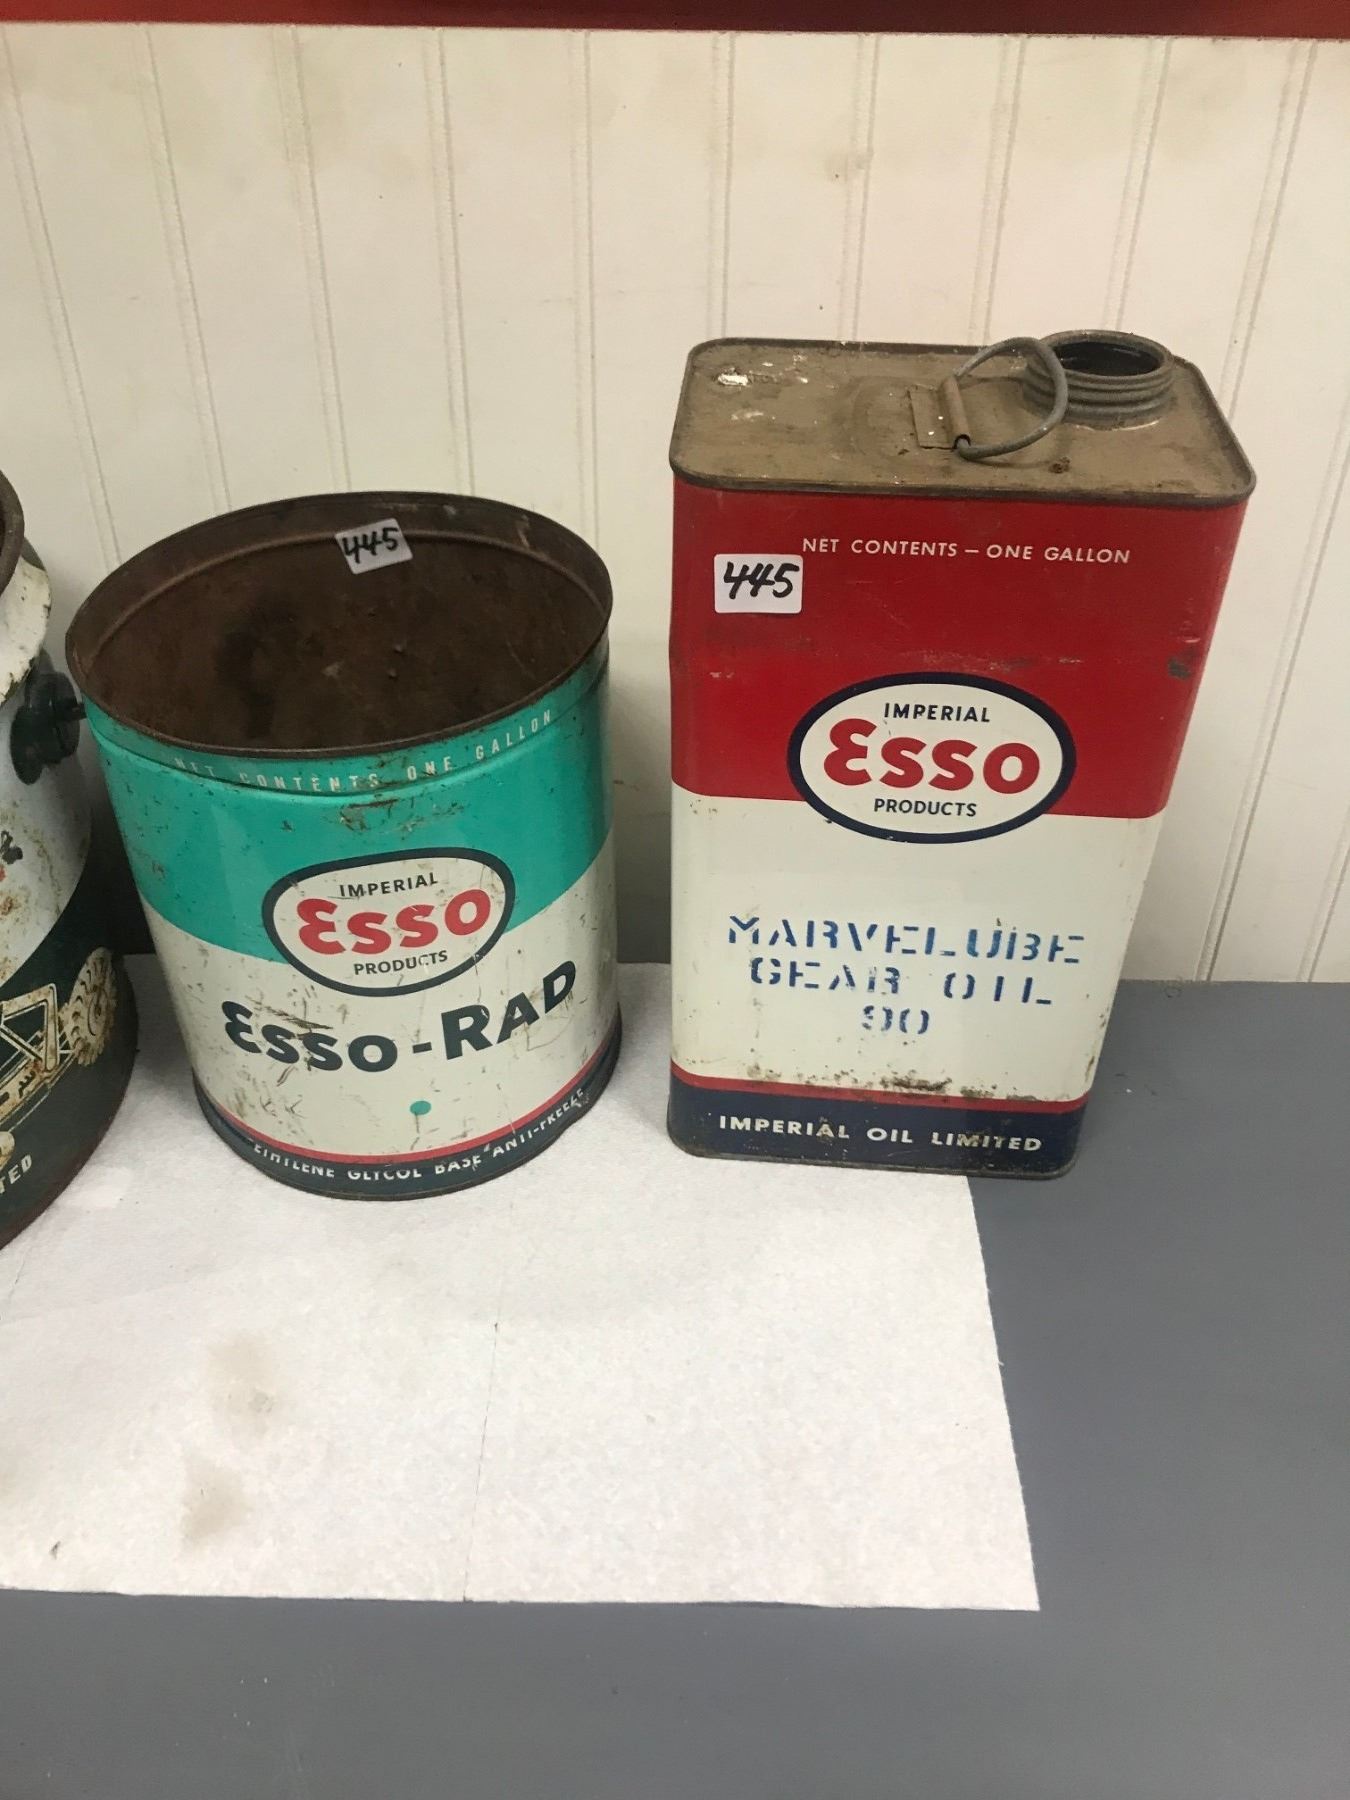 445
NET CONTENTS ONE GALLON
IMPERIAL
Esso
PRODUCTS
Esso-RAD
ETHYLENE GLYCOL BASE ANTI-FREEZE
NET CONTENTS — ONE GALLON
445
IMPERIAL
Esso
PRODUCTS
MARVELUBE
GEAR OIL
90
IMPERIAL OIL LIMITED